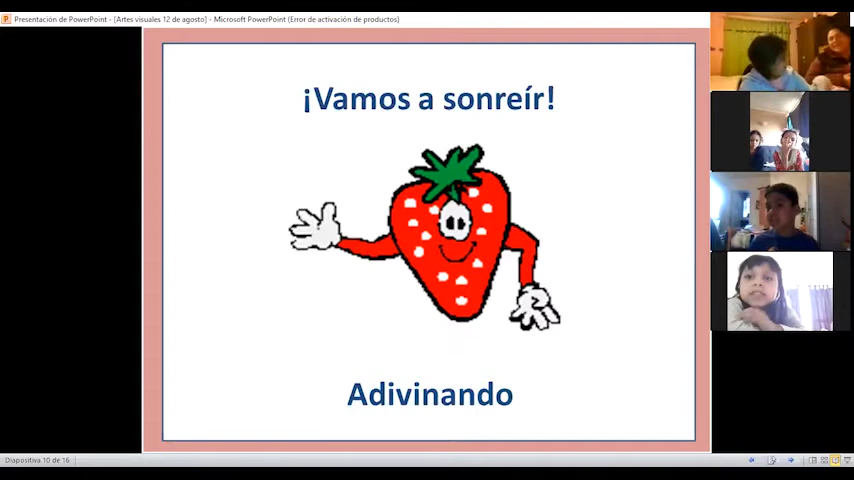 Presentación de PowerPoint - [Artes visuales 12 de agosto] - Microsoft PowerPoint (Error de activación de productos)
¡Vamos a sonreír!
Adivinando
Diapositiva 10 de 16